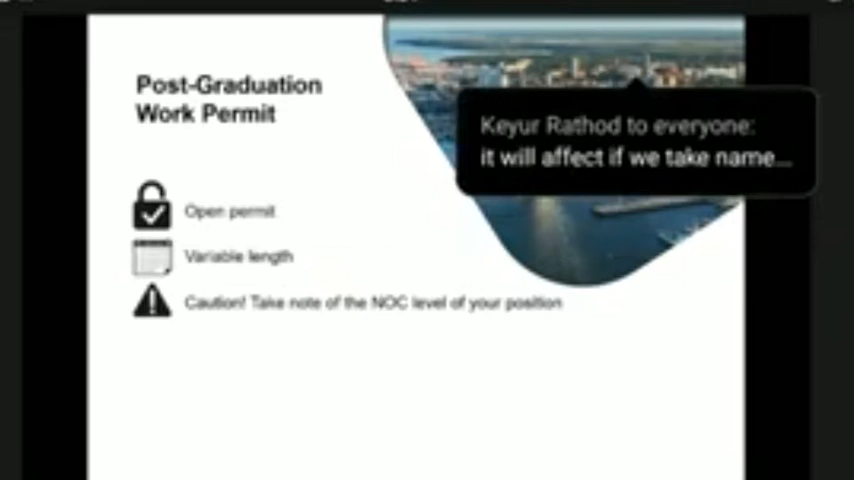 Post-Graduation
Work Permit
Keyur Rathod to everyone:
it will affect if we take name...
Open permit
Variable length
Caution! Take note of the NOC level of your position